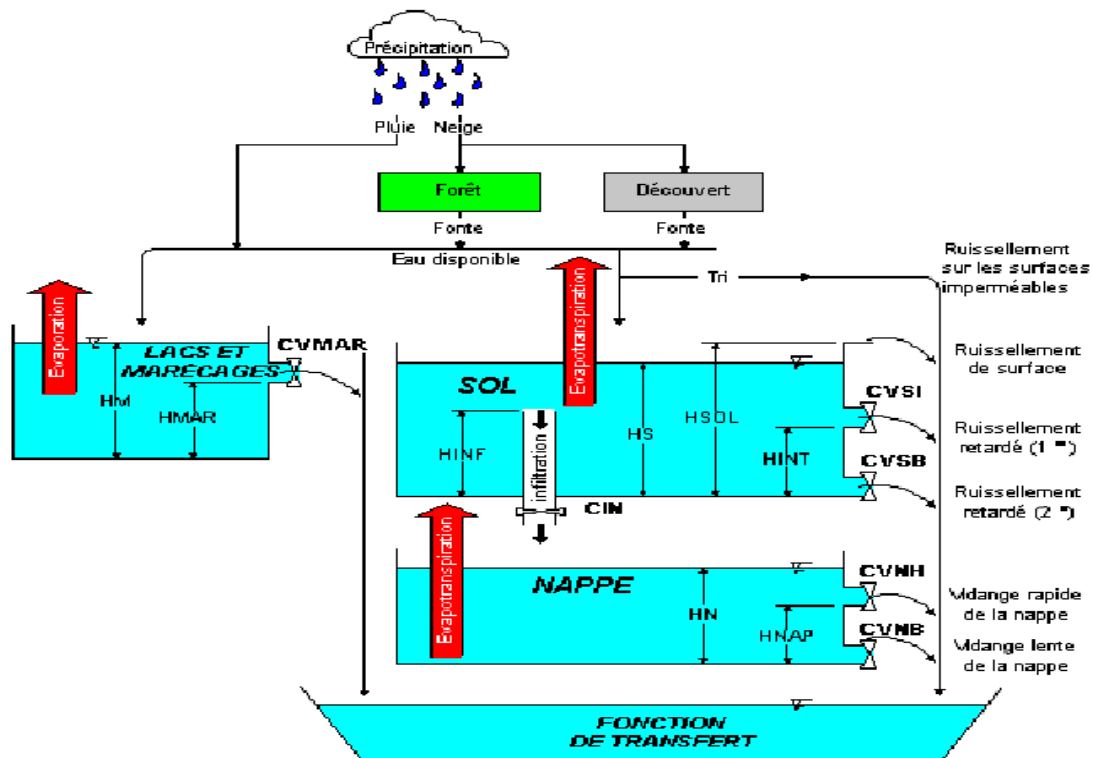 Précipitation
Pluie
Neige
Forêt
Découvert
Fonte
Fonte
Eau disponible
Tri
Ruissellement
sur les surfaces
imperméables
Evaporation
LACS ET
MARÉCAGES
CVMAR
HM
HMAR
Evapotranspiration
SOL
HINF
infiltration
CIN
HS
HSOL
HINT
CVSI
CVSB
Ruissellement
de surface
Ruissellement
retardé (1 er)
Ruissellement
retardé (2 e)
Evapotranspiration
NAPPE
HN
HNAP
CVNH
CVNB
Vidange rapide
de la nappe
Vidange lente
de la nappe
FONCTION
DE TRANSFERT